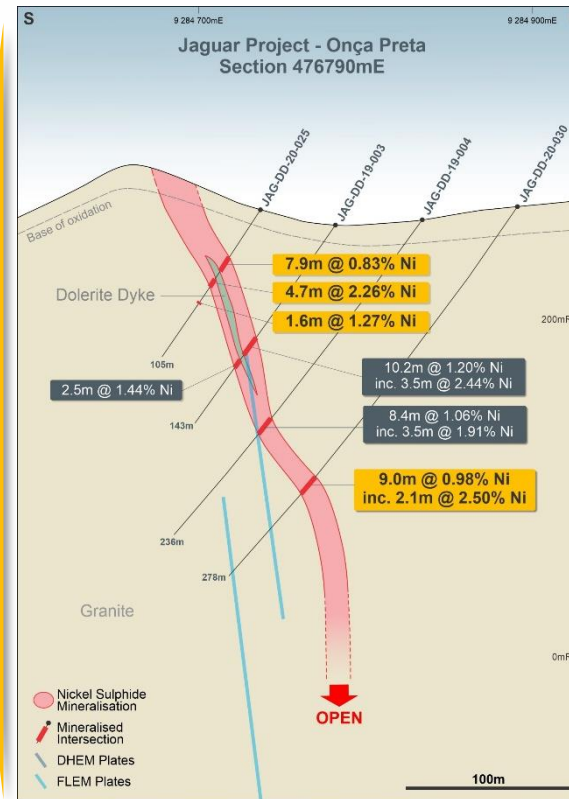 S
9 284 700mE
9 284 900mE
Jaguar Project - Onça Preta
Section 476790mE
JAG-DD-20-025
JAG-DD-19-003
JAG-DD-19-004
JAG-DD-20-030
Base of oxidation
7.9m @ 0.83% Ni
Dolerite Dyke
4.7m @ 2.26% Ni
1.6m @ 1.27% Ni
200mR
105m
10.2m @ 1.20% Ni
inc. 3.5m @ 2.44% Ni
2.5m @ 1.44% Ni
8.4m @ 1.06% Ni
inc. 3.5m @ 1.91% Ni
143m
9.0m @ 0.98% Ni
inc. 2.1m @ 2.50% Ni
236m
278m
Granite
0mR
Nickel Sulphide
Mineralisation
Mineralised
Intersection
OPEN
DHEM Plates
FLEM Plates
100m